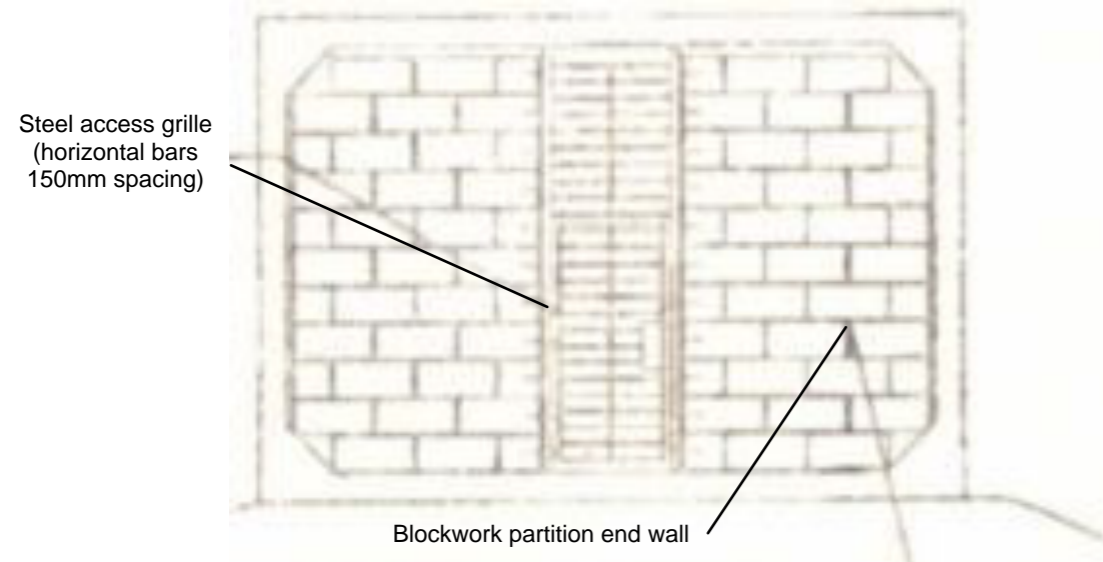 Steel access grille
(horizontal bars
150mm spacing)
Blockwork partition end wall